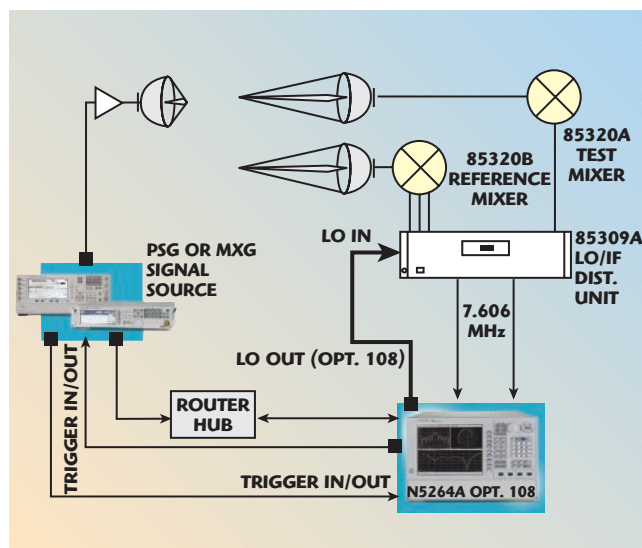 85320A
TEST
MIXER
85320B
REFERENCE
MIXER
LO IN
85309A
LO/IF
DIST.
UNIT
PSG OR MXG
SIGNAL
SOURCE
7.606
MHz
LO OUT (OPT. 108)
TRIGGER IN/OUT
ROUTER
HUB
TRIGGER IN/OUT
N5264A OPT. 108